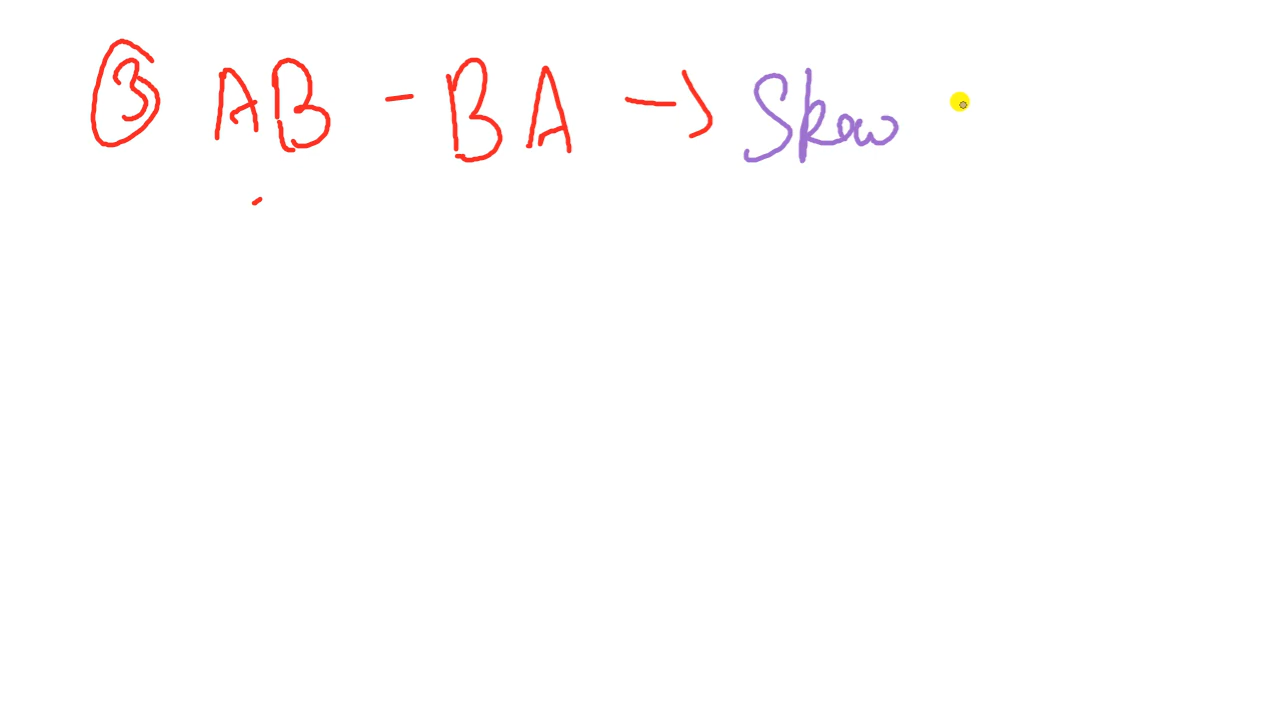 ③ AB - BA → Skew